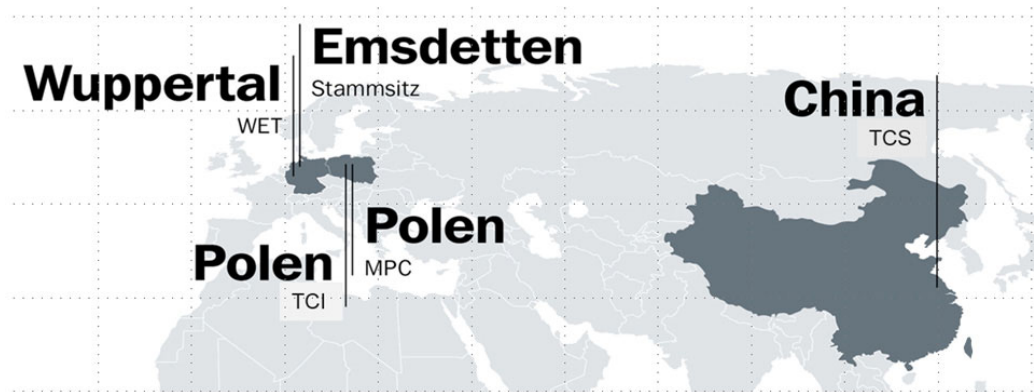 Emsdetten
Stammsitz
Wuppertal
WET
China
TCS
Polen
MPC
Polen
TCI